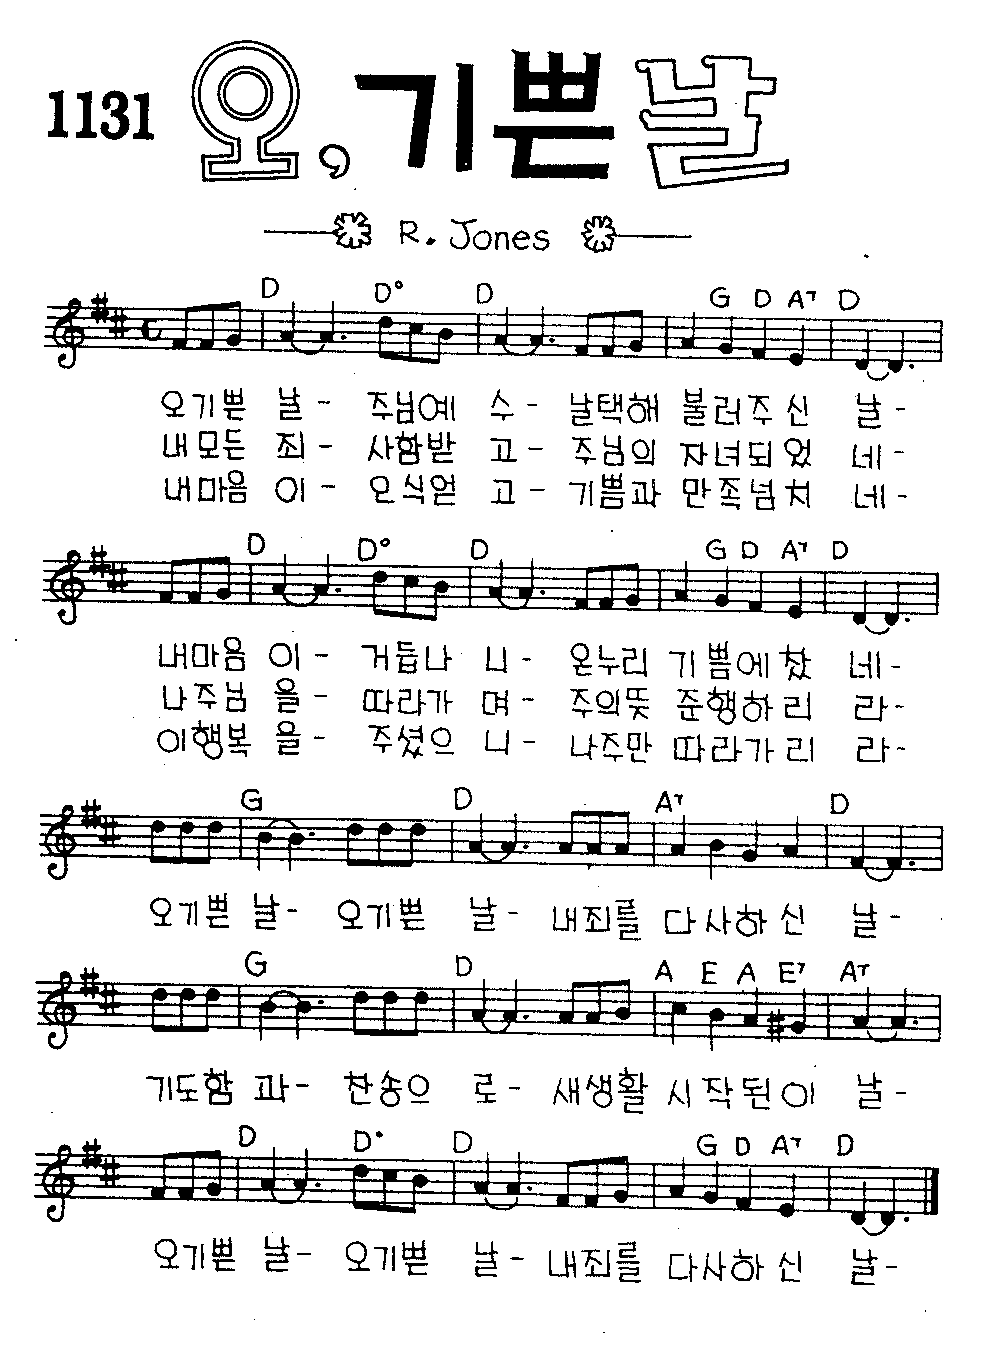 1131 오, 기쁜 날
R. Jones
D D° D G D A7 D
오기쁜 날- 주님예 수- 날택해 불러주신 날-
내모든 죄- 사함받 고- 주님의 자녀되었 네-
내마음 이- 안식얻 고- 기쁨과 만족넘치 네-
D D° D G D A7 D
내마음 이- 거듭나 니- 온누리 기쁨에찼 네-
나주님 을- 따라가 며- 주의뜻 준행하리 라-
이행복 을- 주셨으 니- 나주만 따라가리 라-
G D A7 D
오기쁜 날- 오기쁜 날- 내죄를 다사하신 날-
G D A E A E7 A7
기도함 과- 찬송으 로- 새생활 시작된이 날-
D D° D G D A7 D
오기쁜 날- 오기쁜 날- 내죄를 다사하신 날-